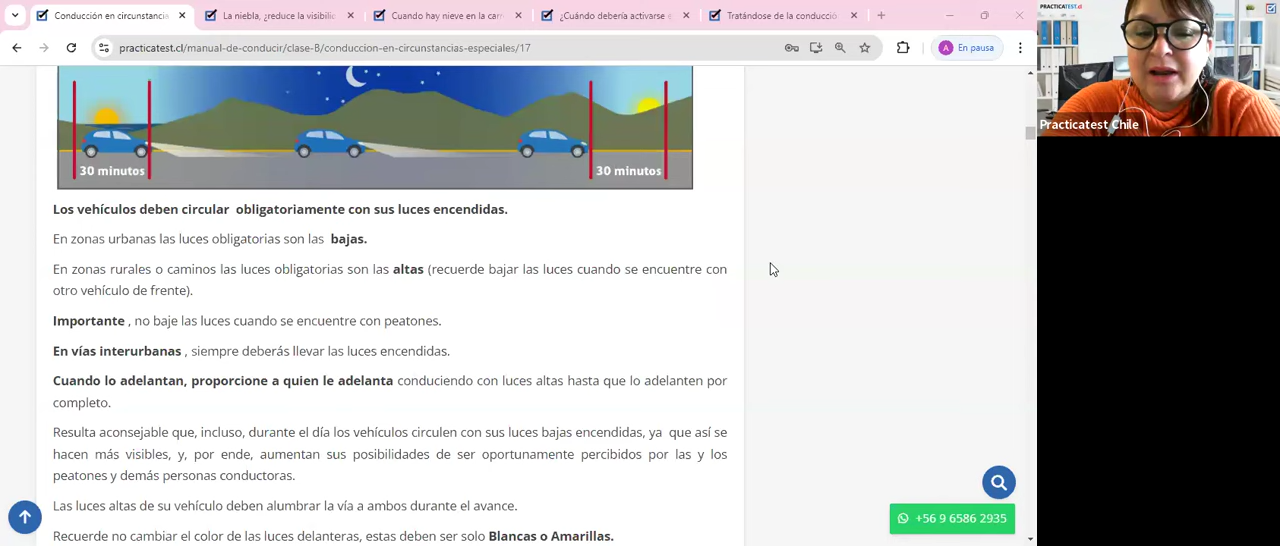 Conducción en circunstancias
La niebla, ¿reduce la visibilid
Cuando hay nieve en la carr
¿Cuándo debería activarse e
Tratándose de la conducció
practicatest.cl/manual-de-conducir/clase-B/conduccion-en-circunstancias-especiales/17
A En pausa
PRACTICATEST.cl
Practicatest Chile
30 minutos
30 minutos
Los vehículos deben circular obligatoriamente con sus luces encendidas.
En zonas urbanas las luces obligatorias son las bajas.
En zonas rurales o caminos las luces obligatorias son las altas (recuerde bajar las luces cuando se encuentre con
otro vehículo de frente).
Importante , no baje las luces cuando se encuentre con peatones.
En vías interurbanas , siempre deberás llevar las luces encendidas.
Cuando lo adelantan, proporcione a quien le adelanta conduciendo con luces altas hasta que lo adelanten por
completo.
Resulta aconsejable que, incluso, durante el día los vehículos circulen con sus luces bajas encendidas, ya que así se
hacen más visibles, y, por ende, aumentan sus posibilidades de ser oportunamente percibidos por las y los
peatones y demás personas conductoras.
Las luces altas de su vehículo deben alumbrar la vía a ambos durante el avance.
Recuerde no cambiar el color de las luces delanteras, estas deben ser solo Blancas o Amarillas.
+56 9 6586 2935